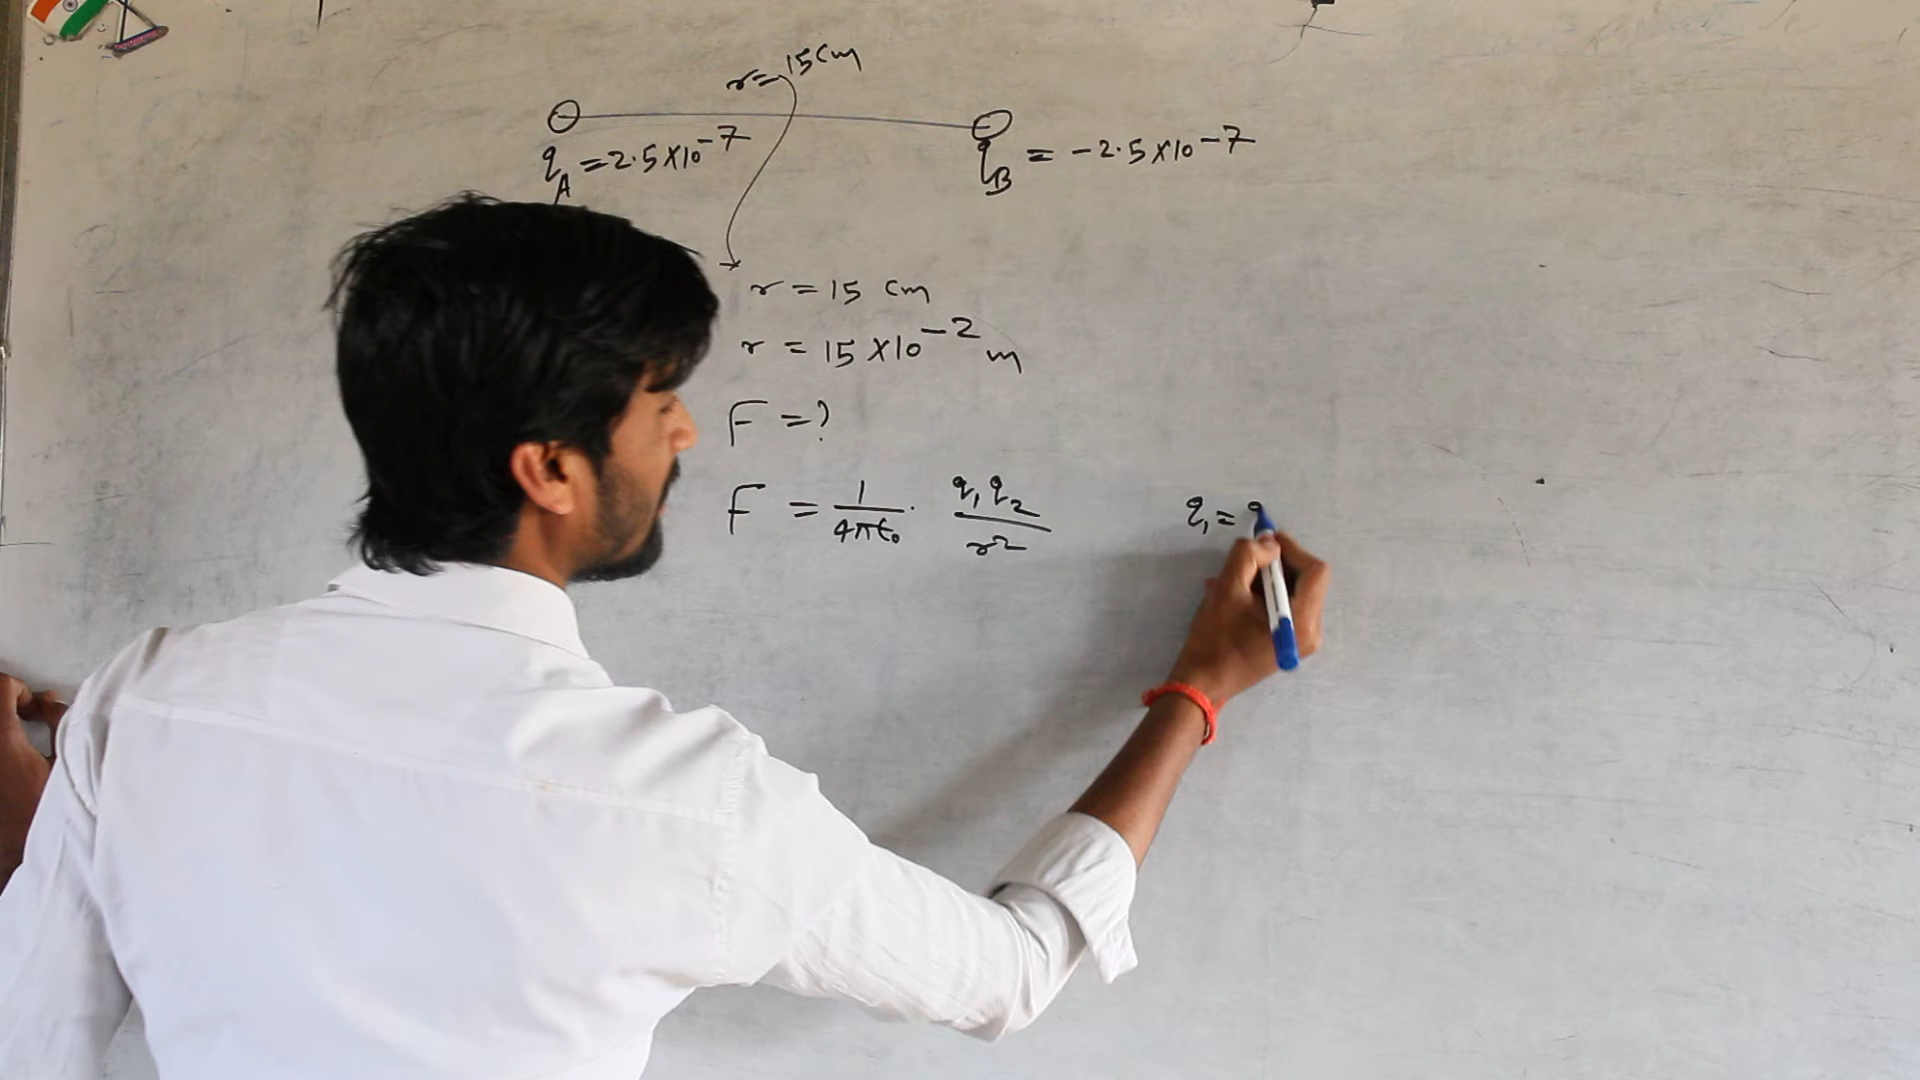 r = 15 cm
q_A = 2.5 × 10^-7
q_B = -2.5 × 10^-7
r = 15 cm
r = 15 × 10^-2 m
F = ?
F = 1/4πε₀ · q₁q₂/r²
q₁ =